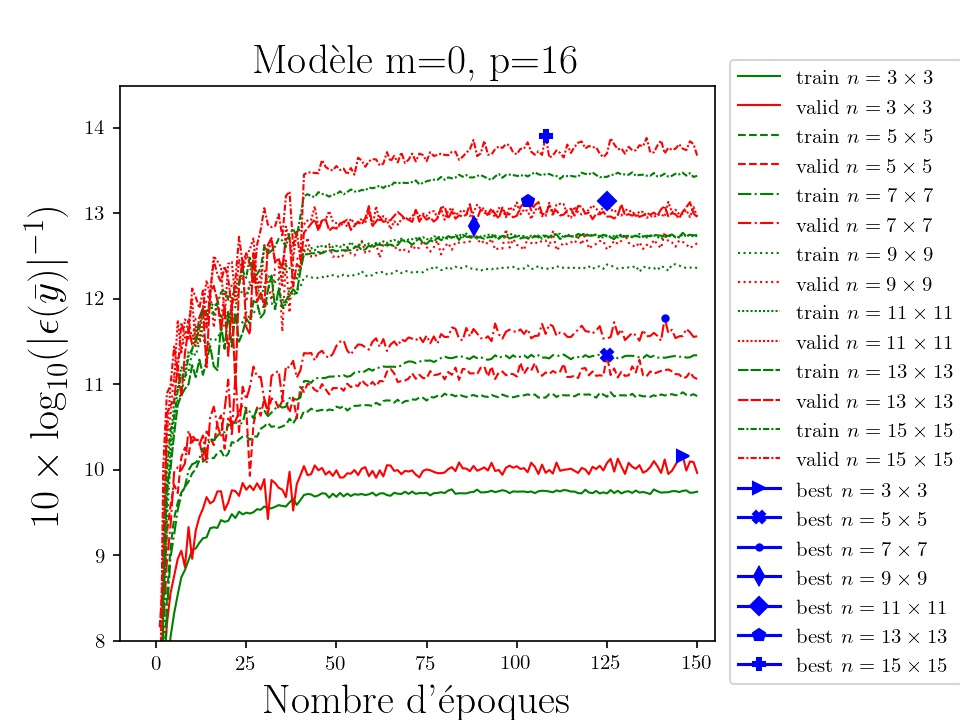 Modèle m=0, p=16
10 × log₁₀(|ϵ(ȳ)|⁻¹)
14
13
12
11
10
9
8
0 25 50 75 100 125 150
Nombre d'époques
train n = 3 × 3
valid n = 3 × 3
train n = 5 × 5
valid n = 5 × 5
train n = 7 × 7
valid n = 7 × 7
train n = 9 × 9
valid n = 9 × 9
train n = 11 × 11
valid n = 11 × 11
train n = 13 × 13
valid n = 13 × 13
train n = 15 × 15
valid n = 15 × 15
best n = 3 × 3
best n = 5 × 5
best n = 7 × 7
best n = 9 × 9
best n = 11 × 11
best n = 13 × 13
best n = 15 × 15